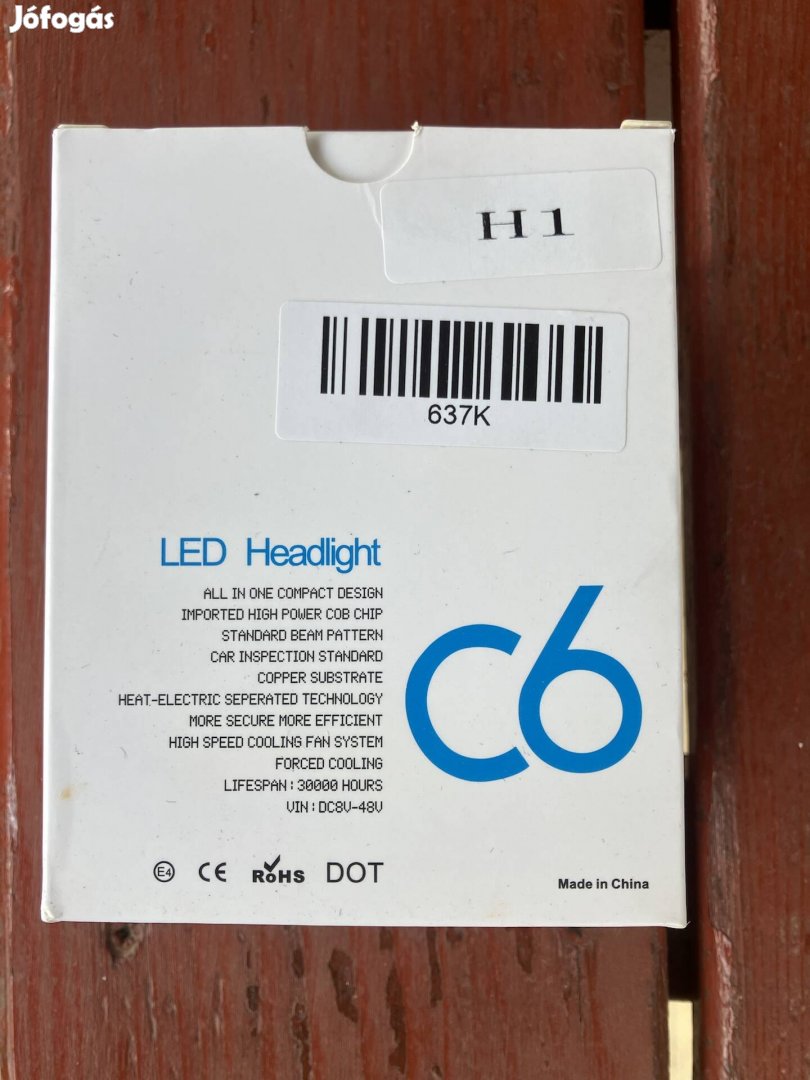 Jófogás
H1
637K
LED Headlight
ALL IN ONE COMPACT DESIGN
IMPORTED HIGH POWER COB CHIP
STANDARD BEAM PATTERN
CAR INSPECTION STANDARD
COPPER SUBSTRATE
HEAT-ELECTRIC SEPERATED TECHNOLOGY
MORE SECURE MORE EFFICIENT
HIGH SPEED COOLING FAN SYSTEM
FORCED COOLING
LIFESPAN:30000 HOURS
VIN:DC8V-48V
C6
E4 CE RoHS DOT
Made in China